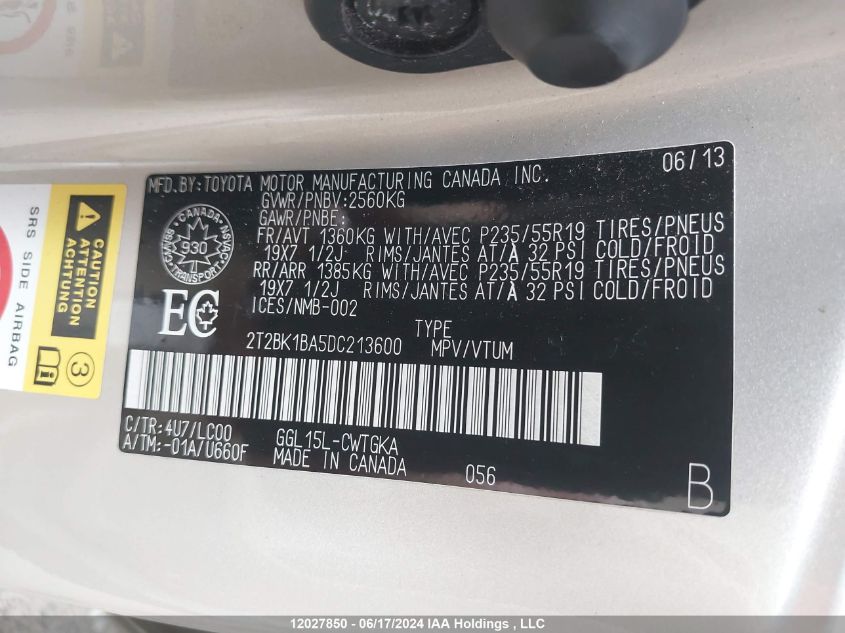 06/13
MFD.BY:TOYOTA MOTOR MANUFACTURING CANADA INC.
GVWR/PNBV:2560KG
GAWR/PNBE:
FR/AVT 1360KG WITH/AVEC P235/55R19 TIRES/PNEUS
19X7 1/2J RIMS/JANTES AT/À 32 PSI COLD/FROID
RR/ARR 1385KG WITH/AVEC P235/55R19 TIRES/PNEUS
19X7 1/2J RIMS/JANTES AT/À 32 PSI COLD/FROID
ICES/NMB-002
CANADA
930
TRANSPORT
EC
TYPE
2T2BK1BA5DC213600 MPV/VTUM
C/TR:4U7/LC00 GGL15L-CWTGKA
A/TM:-01A/U660F MADE IN CANADA 056
B
SRS SIDE AIRBAG
CAUTION
ATTENTION
ACHTUNG
3
12027850 - 06/17/2024 IAA Holdings , LLC